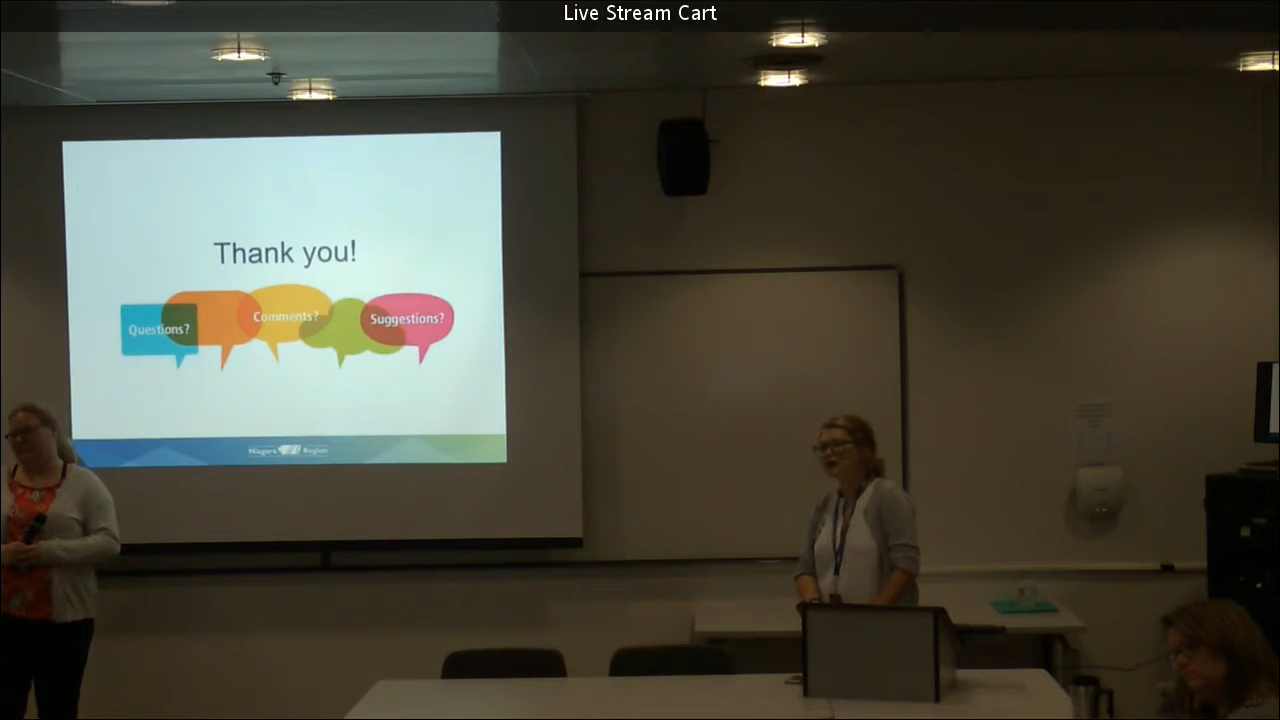 Live Stream Cart
Thank you!
Questions?
Comments?
Suggestions?
Niagara Region